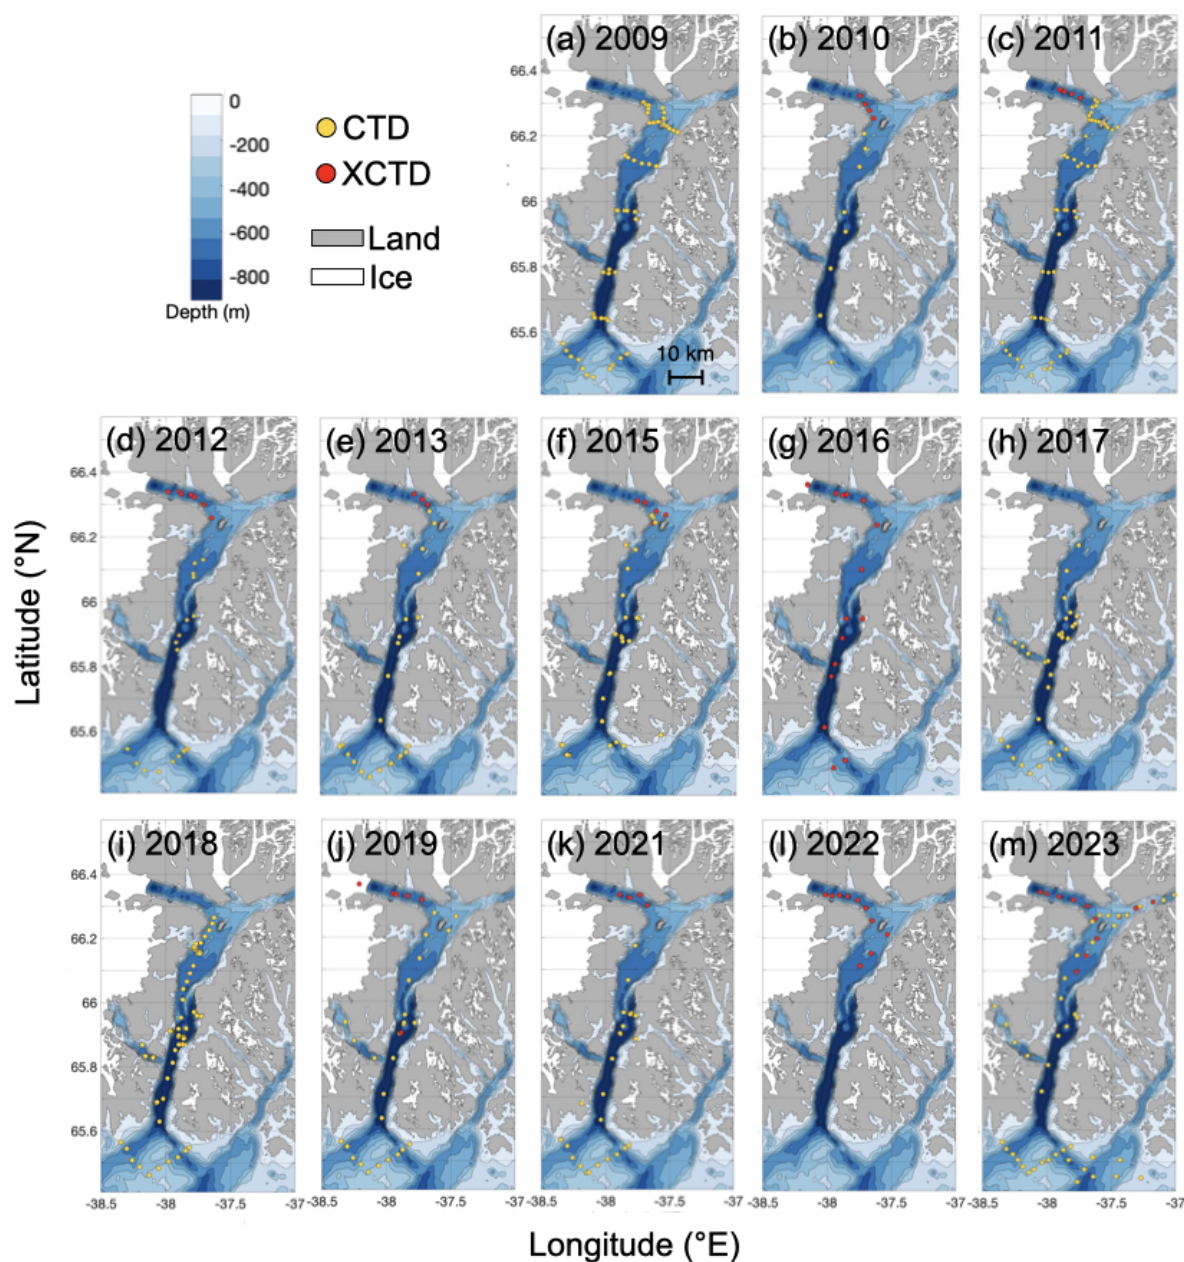 (a) 2009
(b) 2010
(c) 2011
0
-200
-400
-600
-800
Depth (m)
CTD
XCTD
Land
Ice
66.4
66.2
66
65.8
65.6
10 km
(d) 2012
(e) 2013
(f) 2015
(g) 2016
(h) 2017
66.4
66.2
66
65.8
65.6
Latitude (°N)
(i) 2018
(j) 2019
(k) 2021
(l) 2022
(m) 2023
66.4
66.2
66
65.8
65.6
-38.5 -38 -37.5 -37
-38.5 -38 -37.5 -37
-38.5 -38 -37.5 -37
-38.5 -38 -37.5 -37
-38.5 -38 -37.5 -37
Longitude (°E)